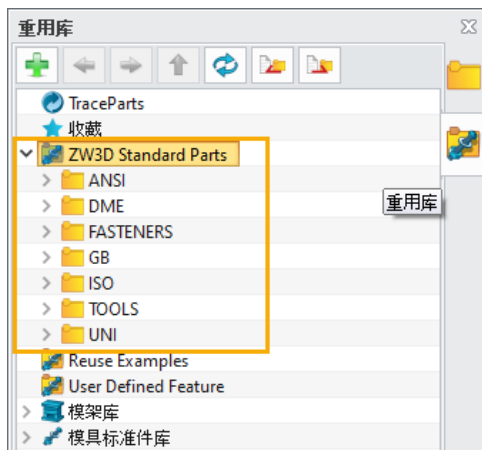 重用库
TraceParts
收藏
ZW3D Standard Parts
ANSI
DME
重用库
FASTENERS
GB
ISO
TOOLS
UNI
Reuse Examples
User Defined Feature
模架库
模具标准件库